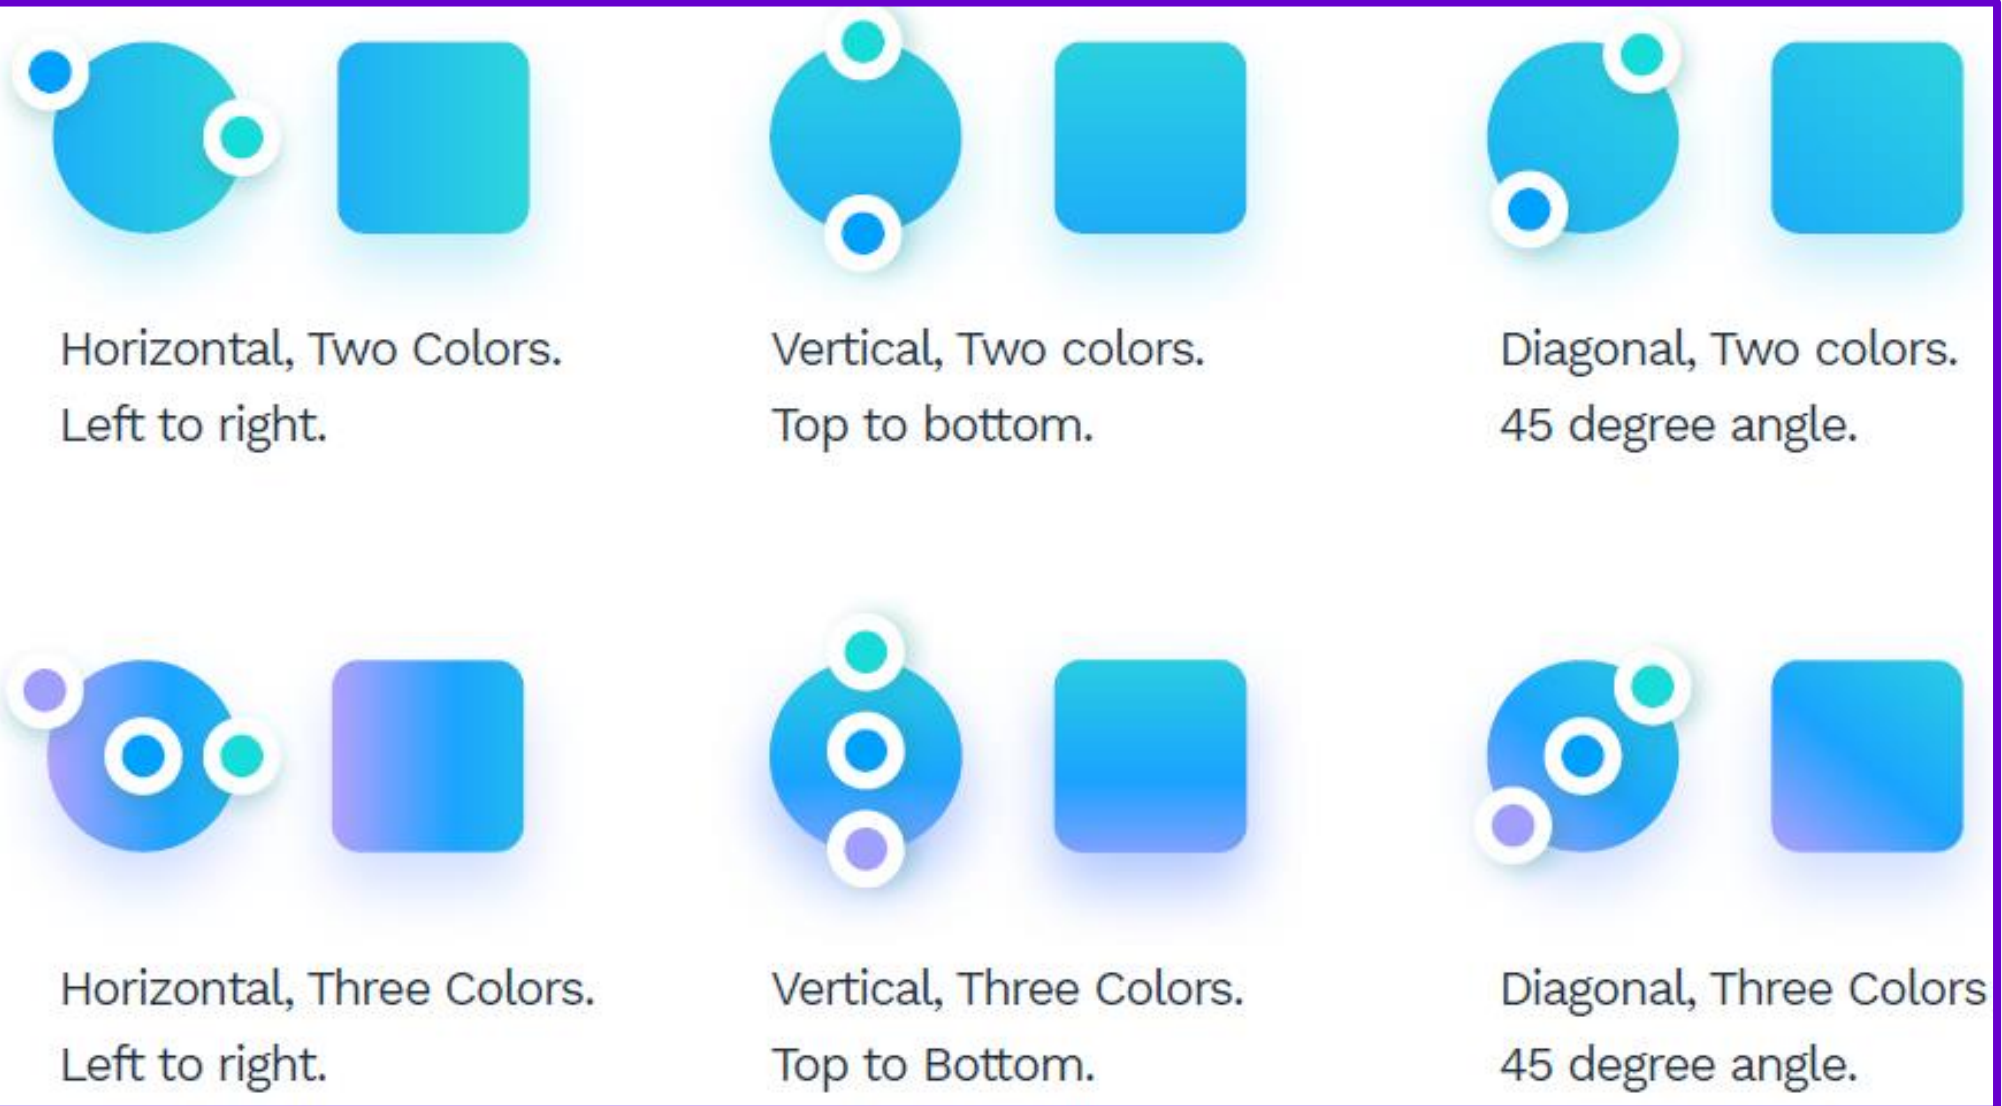 Horizontal, Two Colors.
Left to right.
Vertical, Two colors.
Top to bottom.
Diagonal, Two colors.
45 degree angle.
Horizontal, Three Colors.
Left to right.
Vertical, Three Colors.
Top to Bottom.
Diagonal, Three Colors
45 degree angle.